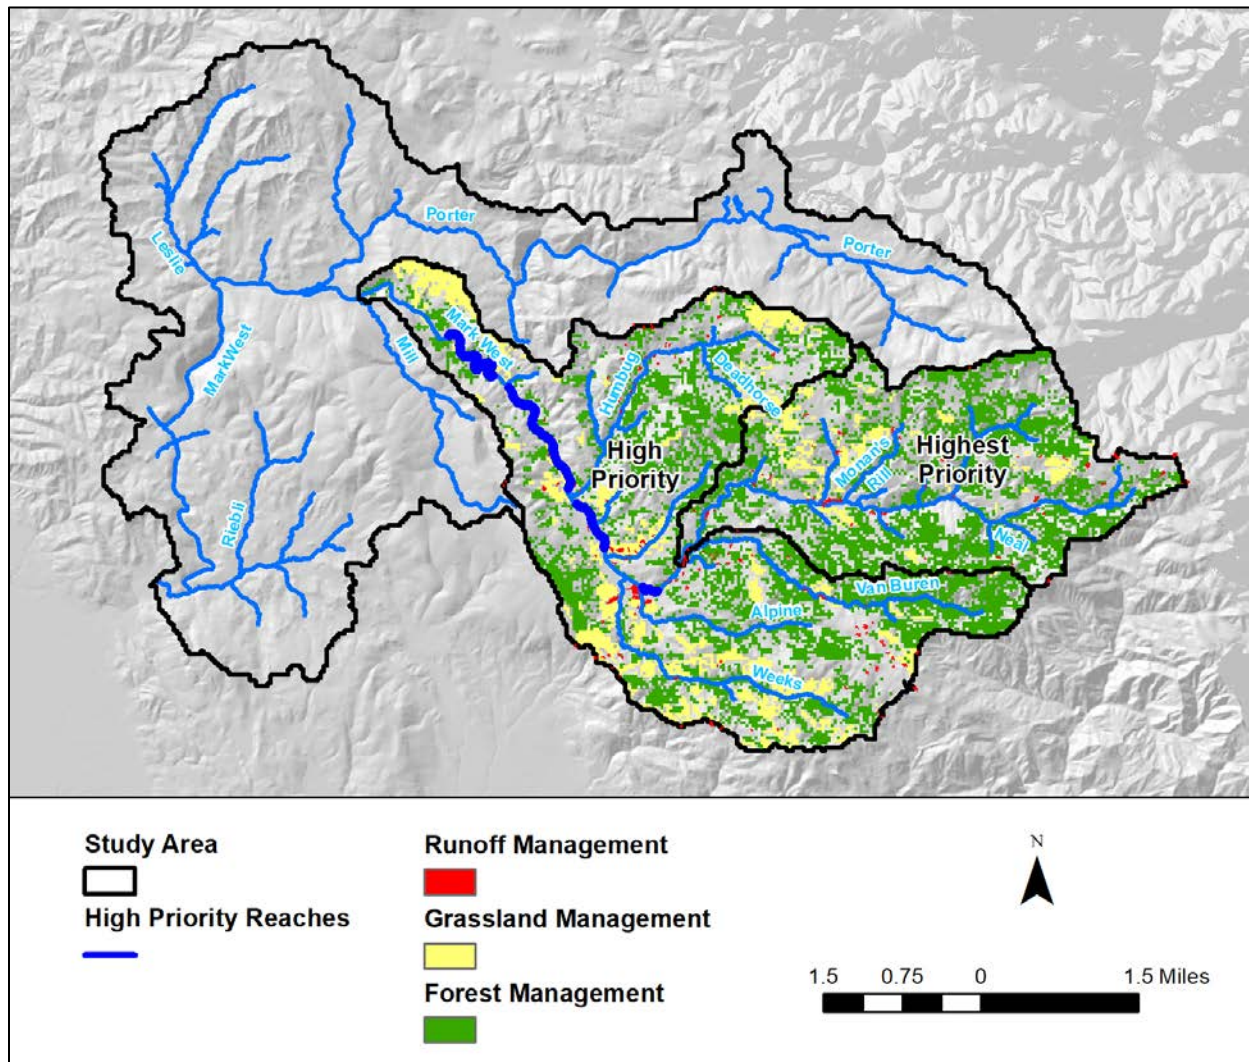 Porter
Porter
Leslie
Mark West
MarkWest
Mill
Humbug
Deadhorse
High
Priority
Highest
Priority
Monan's
Rill
Riebli
Neal
Van Buren
Alpine
Weeks
Study Area
High Priority Reaches
Runoff Management
Grassland Management
Forest Management
N
1.5 0.75 0 1.5 Miles